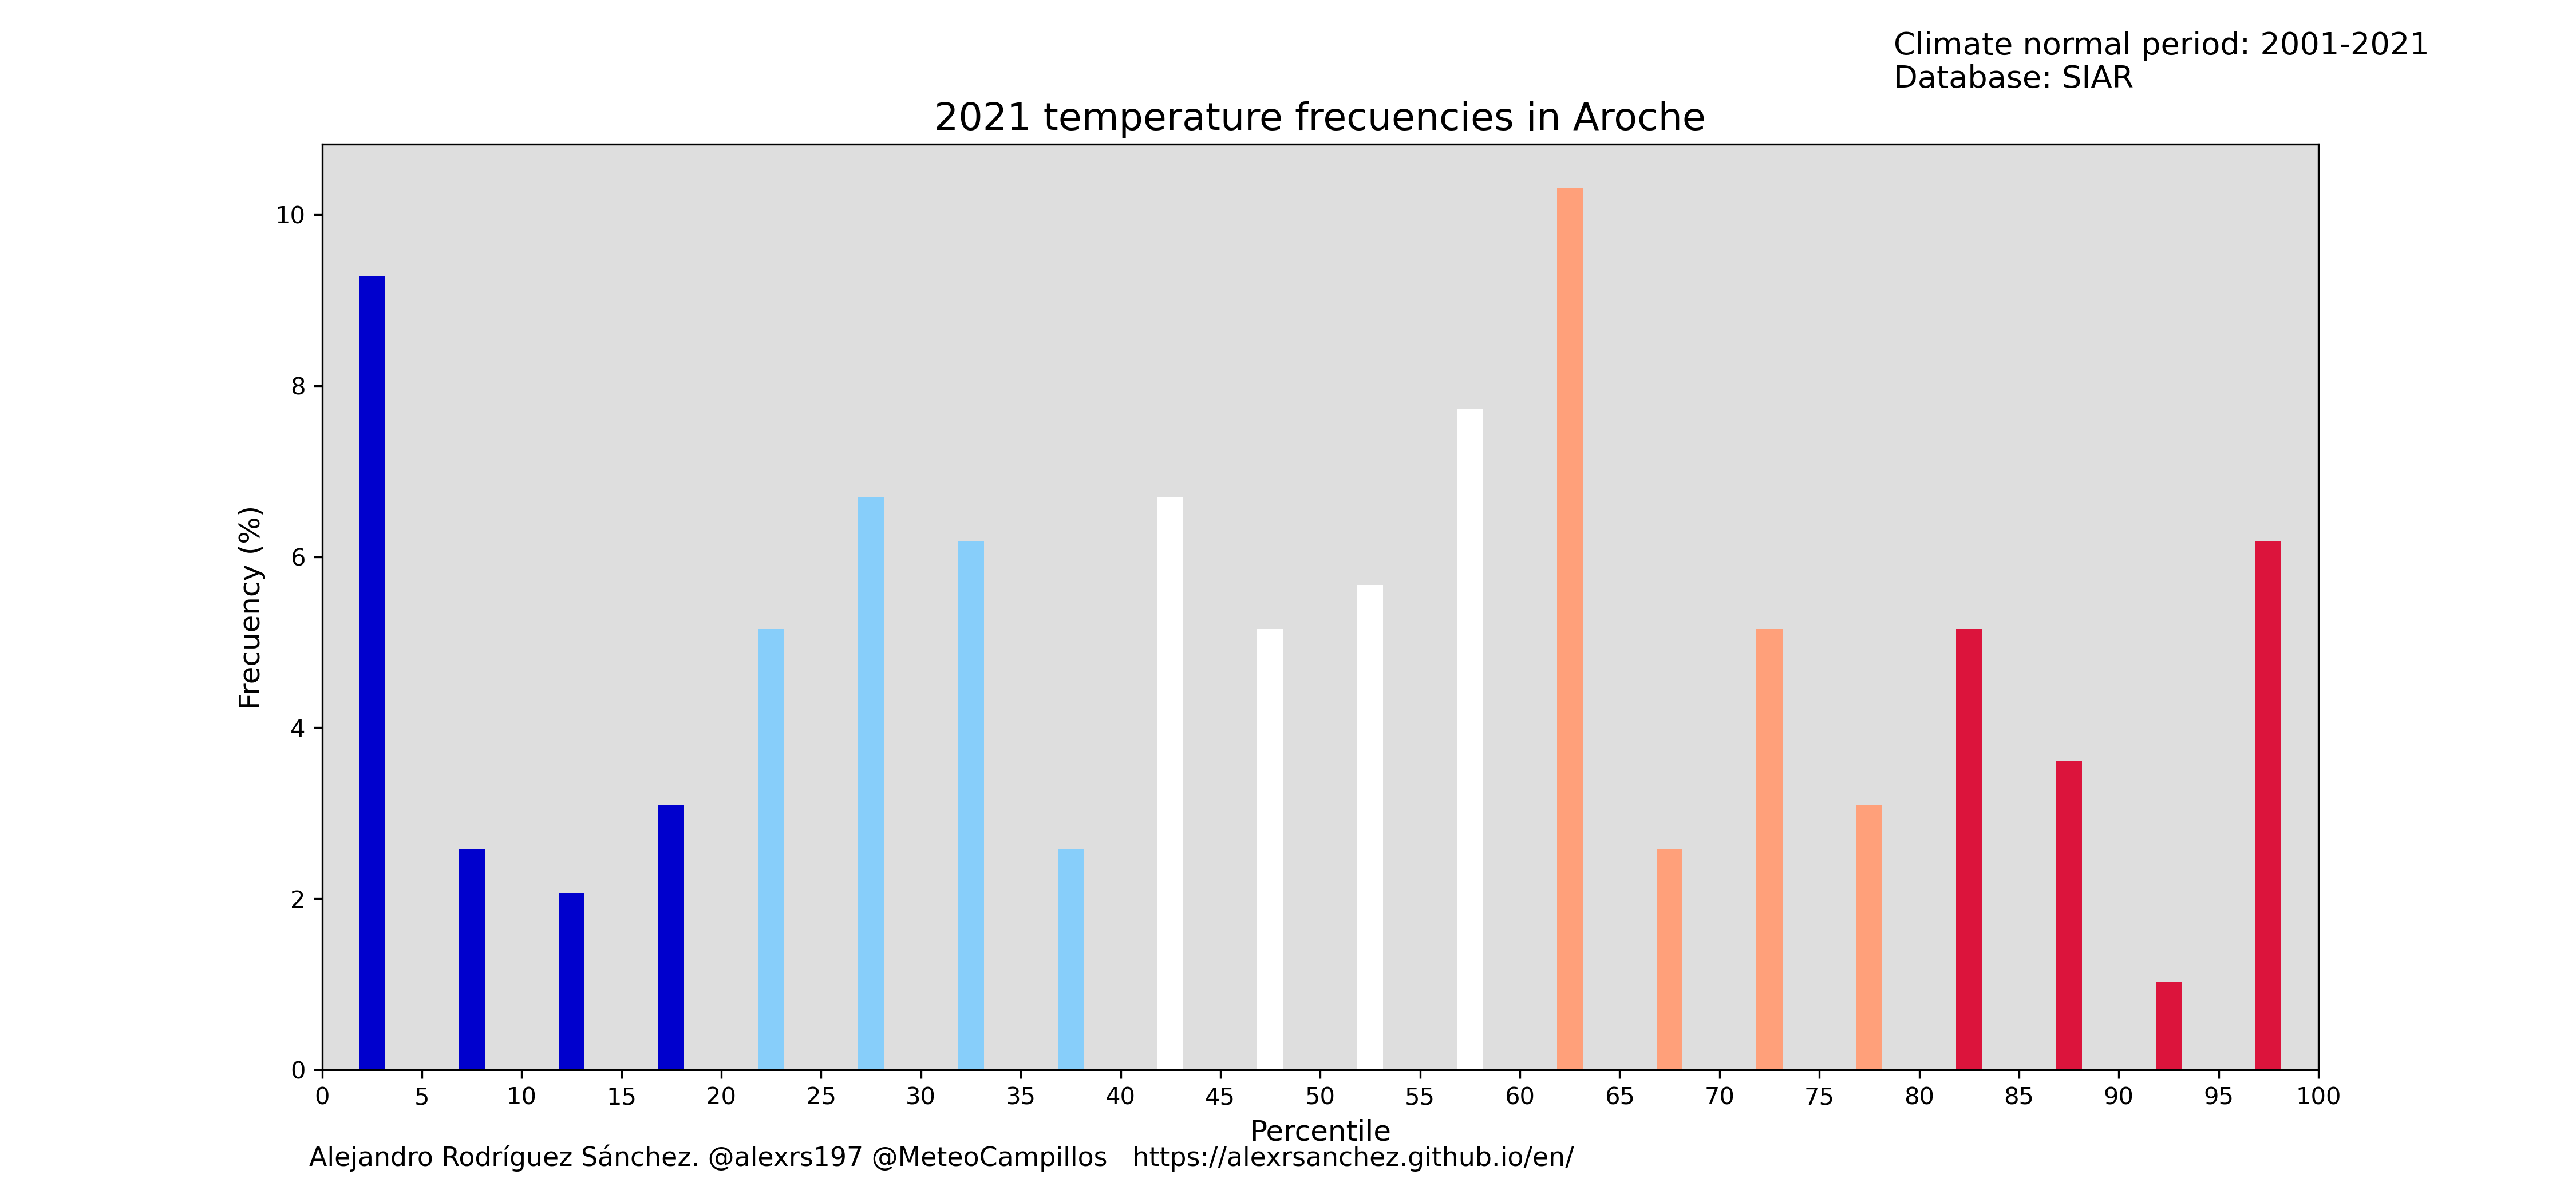 Climate normal period: 2001-2021
Database: SIAR
2021 temperature frecuencies in Aroche
Frecuency (%)
10
8
6
4
2
0
0 5 10 15 20 25 30 35 40 45 50 55 60 65 70 75 80 85 90 95 100
Percentile
Alejandro Rodríguez Sánchez. @alexrs197 @MeteoCampillos https://alexrsanchez.github.io/en/